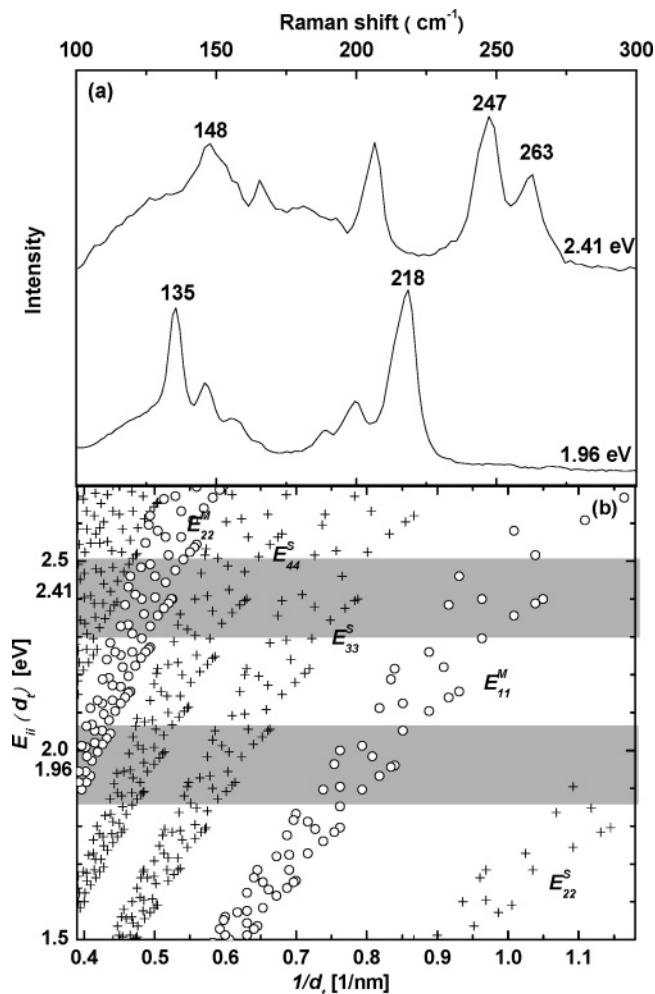 Raman shift ( cm⁻¹)
100 150 200 250 300
(a)
148
247
263
2.41 eV
135
218
1.96 eV
Intensity
(b)
E₂₂ᴹ
E₄₄ˢ
E₃₃ˢ
E₁₁ᴹ
E₂₂ˢ
2.5
2.41
2.0
1.96
1.5
Eᵢᵢ (dₜ) [eV]
0.4 0.5 0.6 0.7 0.8 0.9 1.0 1.1
1/dₜ [1/nm]